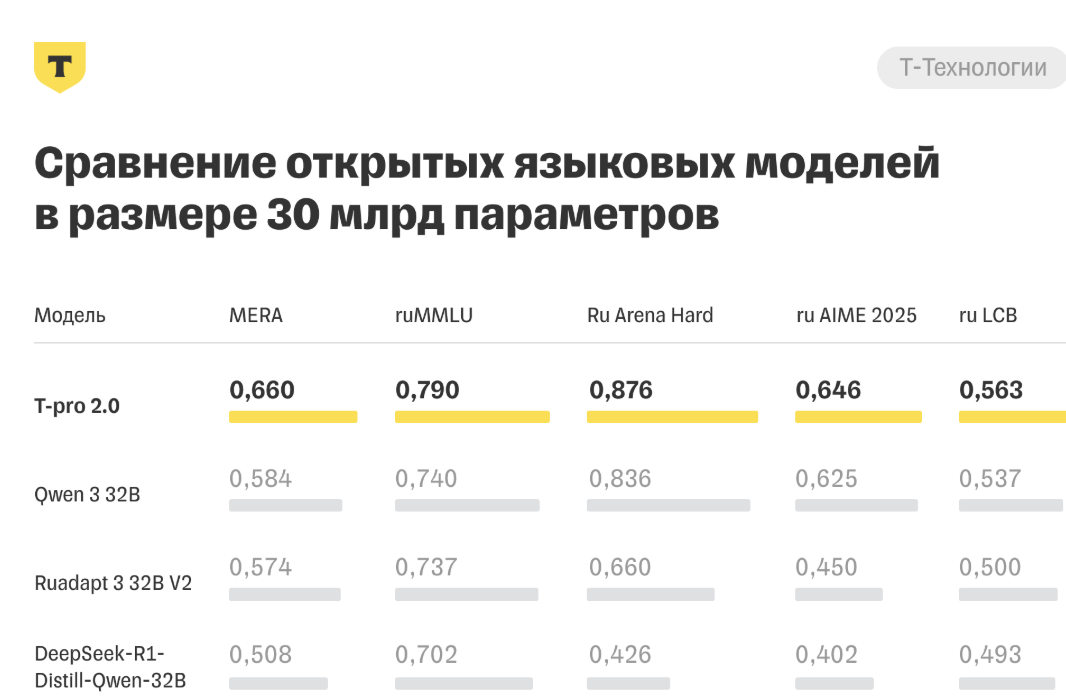 T
Т-Технологии
Сравнение открытых языковых моделей
в размере 30 млрд параметров
Модель MERA ruMMLU Ru Arena Hard ru AIME 2025 ru LCB
T-pro 2.0 0,660 0,790 0,876 0,646 0,563
Qwen 3 32B 0,584 0,740 0,836 0,625 0,537
Ruadapt 3 32B V2 0,574 0,737 0,660 0,450 0,500
DeepSeek-R1- 0,508 0,702 0,426 0,402 0,493
Distill-Qwen-32B